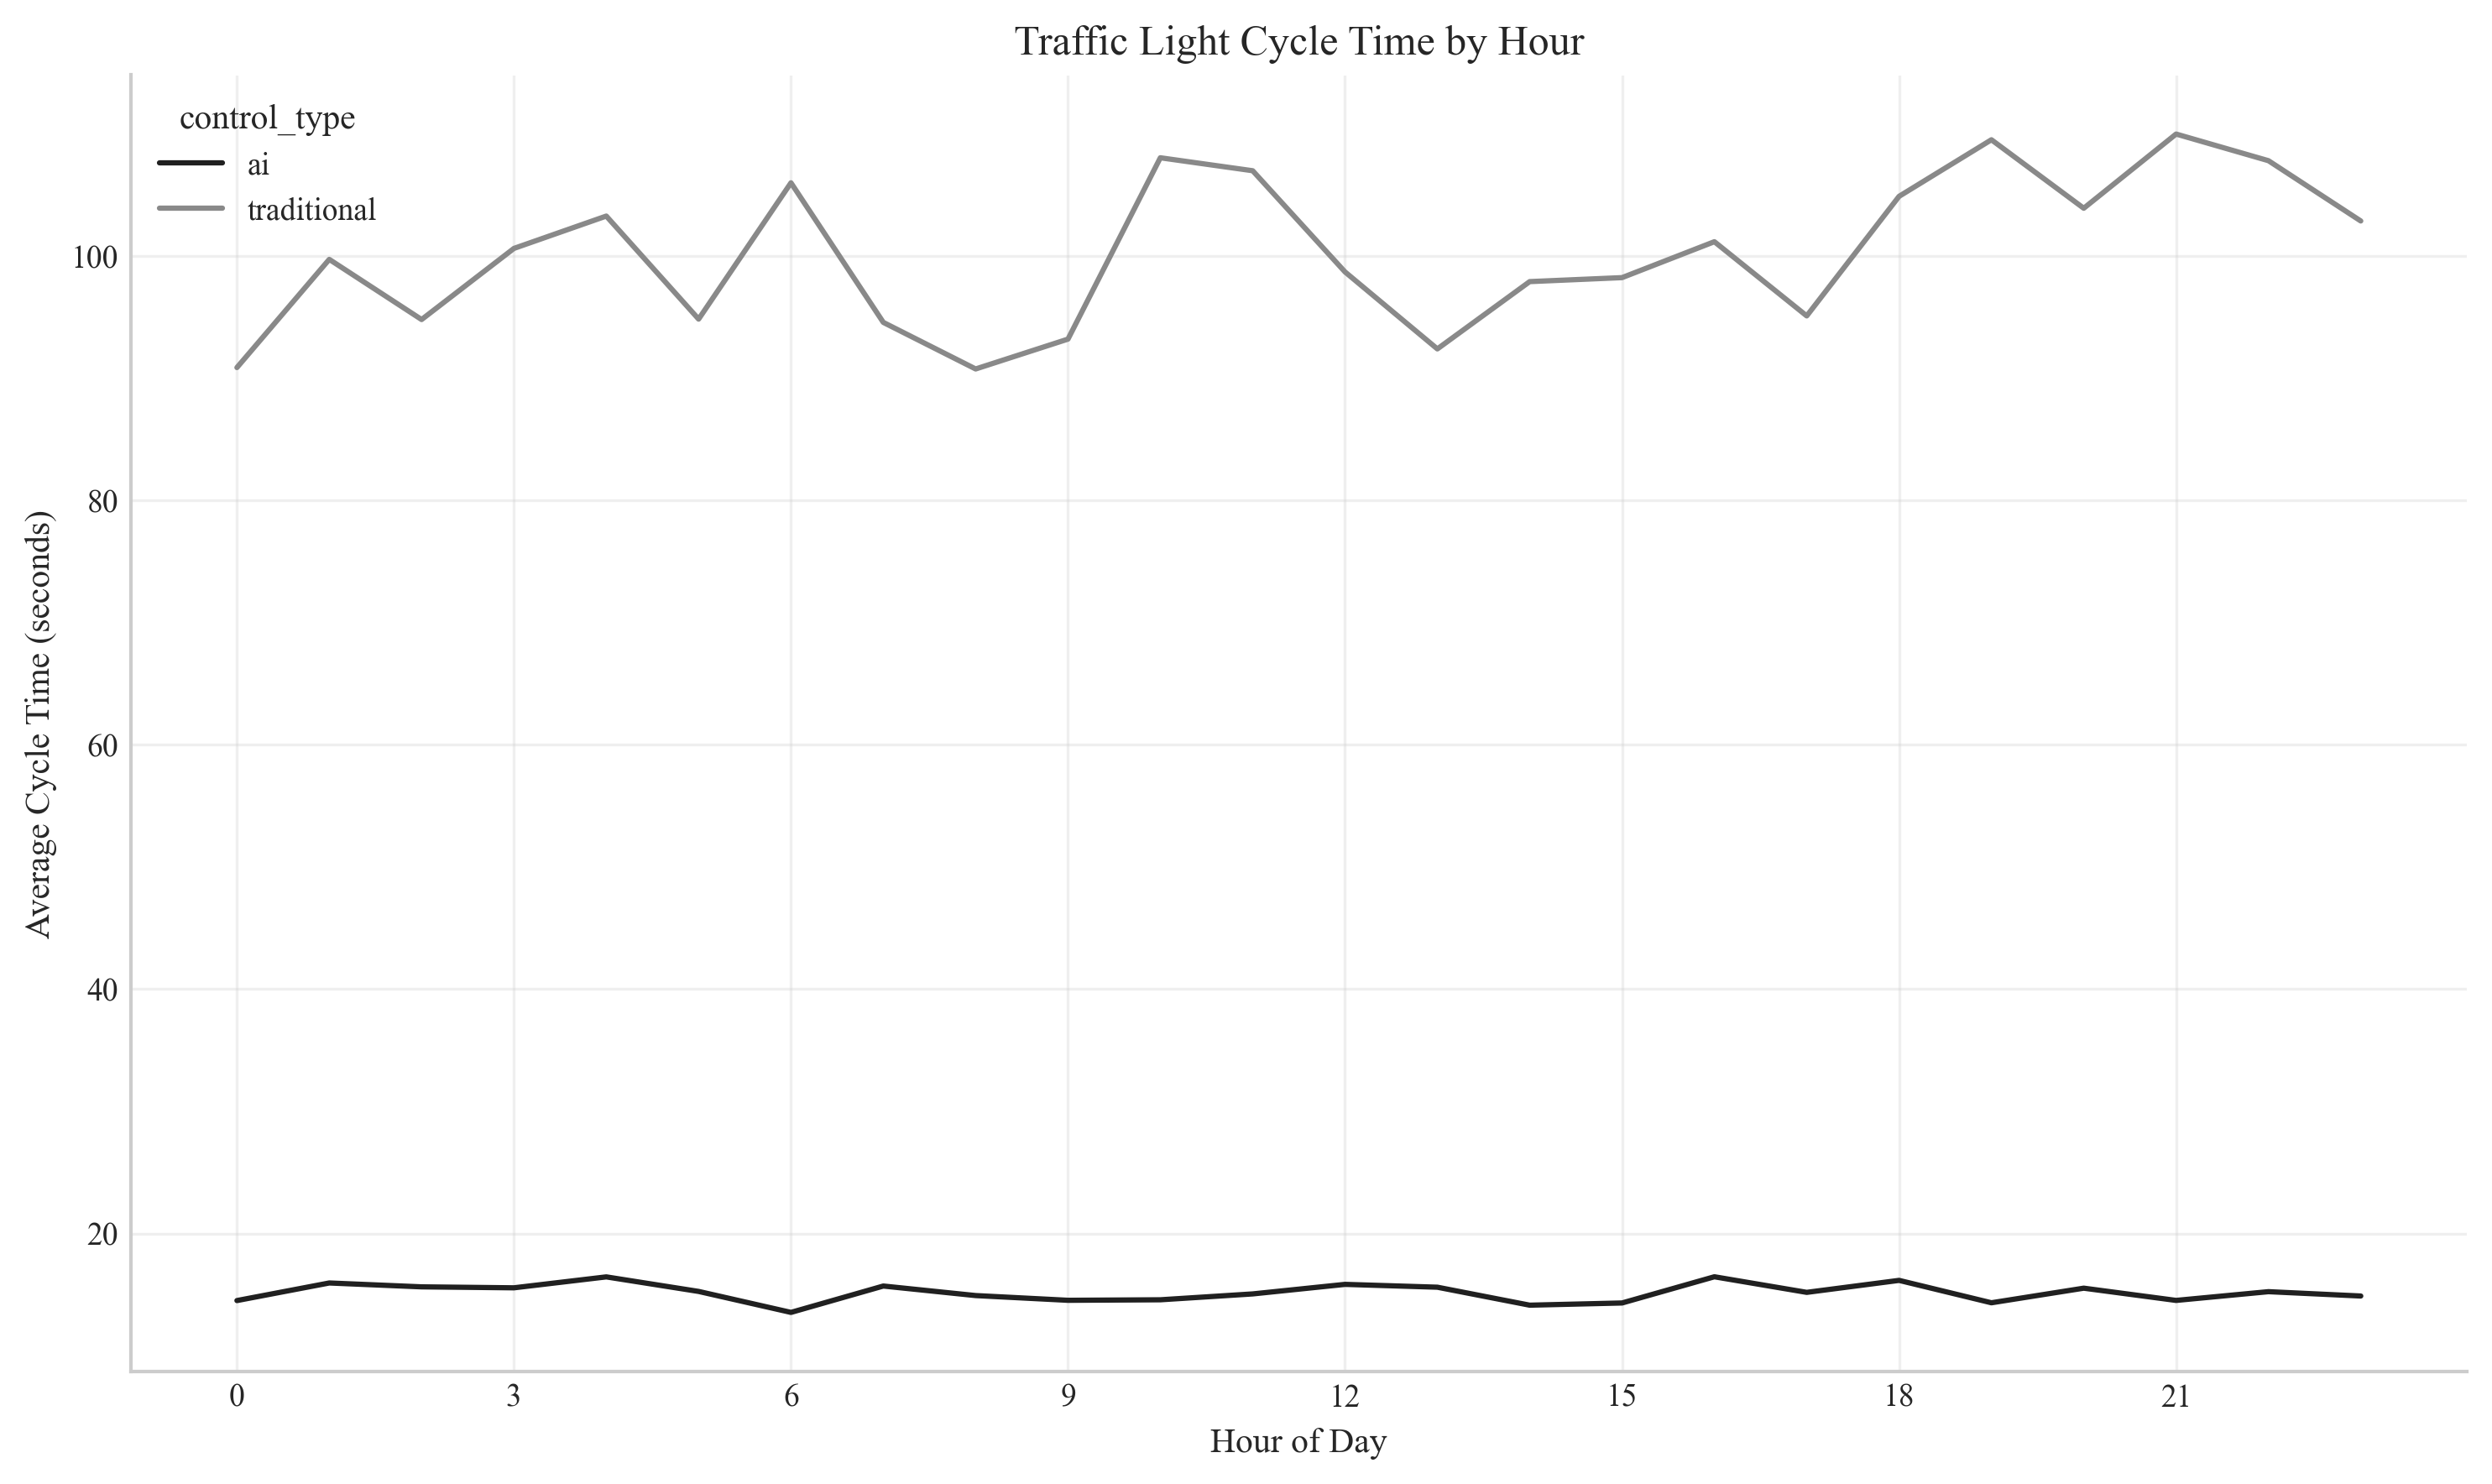 Traffic Light Cycle Time by Hour
control_type
ai
traditional
100
80
60
40
20
Average Cycle Time (seconds)
0 3 6 9 12 15 18 21
Hour of Day